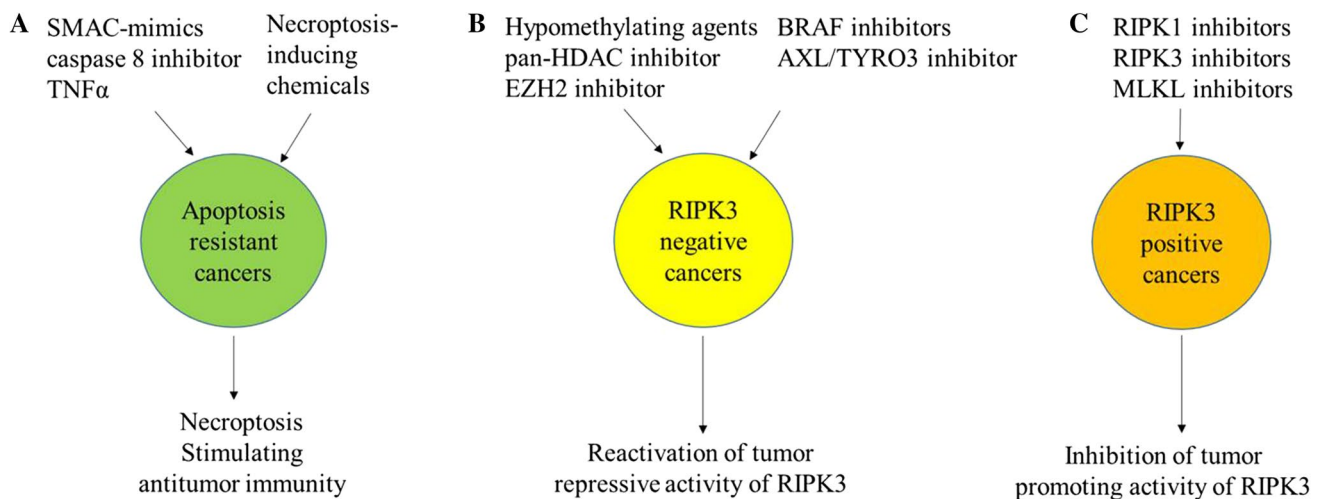 A
SMAC-mimics
caspase 8 inhibitor
TNFα
Necroptosis-
inducing
chemicals
Apoptosis
resistant
cancers
Necroptosis
Stimulating
antitumor immunity
B
Hypomethylating agents
pan-HDAC inhibitor
EZH2 inhibitor
BRAF inhibitors
AXL/TYRO3 inhibitor
RIPK3
negative
cancers
Reactivation of tumor
repressive activity of RIPK3
C
RIPK1 inhibitors
RIPK3 inhibitors
MLKL inhibitors
RIPK3
positive
cancers
Inhibition of tumor
promoting activity of RIPK3